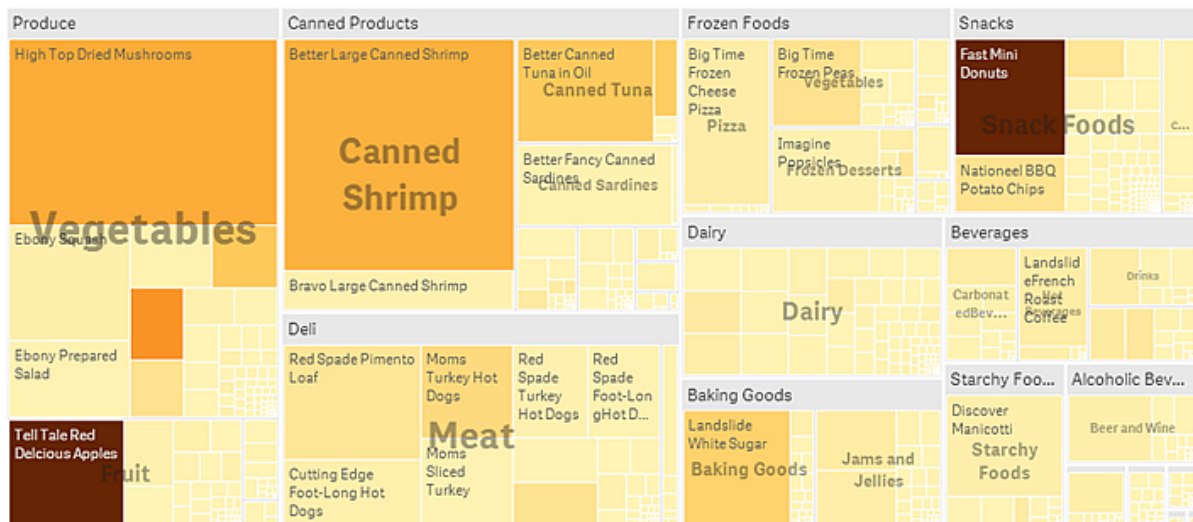 Produce
High Top Dried Mushrooms
Vegetables
Ebony Squash
Ebony Prepared
Salad
Tell Tale Red
Delcious Apples
Fruit
Canned Products
Better Large Canned Shrimp
Canned
Shrimp
Bravo Large Canned Shrimp
Better Canned
Tuna in Oil
Canned Tuna
Better Fancy Canned
Sardines
Canned Sardines
Deli
Red Spade Pimento
Loaf
Cutting Edge
Foot-Long Hot
Dogs
Moms
Turkey Hot
Dogs
Meat
Moms
Sliced
Turkey
Red
Spade
Turkey
Hot Dogs
Red
Spade
Foot-Lon
gHot D...
Frozen Foods
Big Time
Frozen
Cheese
Pizza
Pizza
Big Time
Frozen Peas
Vegetables
Imagine
Popsicles
Frozen Desserts
Snacks
Fast Mini
Donuts
Snack Foods
Nationeel BBQ
Potato Chips
C...
Dairy
Dairy
Beverages
Carbonat
edBev...
Landslid
eFrench
Roast
Coffee
Hot
Beverages
Drinks
Baking Goods
Landslide
White Sugar
Baking Goods
Jams and
Jellies
Starchy Foo...
Discover
Manicotti
Starchy
Foods
Alcoholic Bev...
Beer and Wine